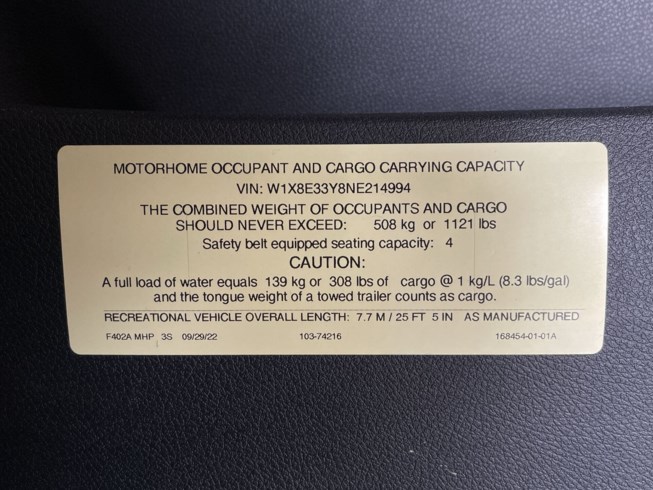 MOTORHOME OCCUPANT AND CARGO CARRYING CAPACITY
VIN: W1X8E33Y8NE214994
THE COMBINED WEIGHT OF OCCUPANTS AND CARGO
SHOULD NEVER EXCEED: 508 kg or 1121 lbs
Safety belt equipped seating capacity: 4
CAUTION:
A full load of water equals 139 kg or 308 lbs of cargo @ 1 kg/L (8.3 lbs/gal)
and the tongue weight of a towed trailer counts as cargo.
RECREATIONAL VEHICLE OVERALL LENGTH: 7.7 M / 25 FT 5 IN AS MANUFACTURED
F402A MHP 3S 09/29/22 103-74216 168454-01-01A